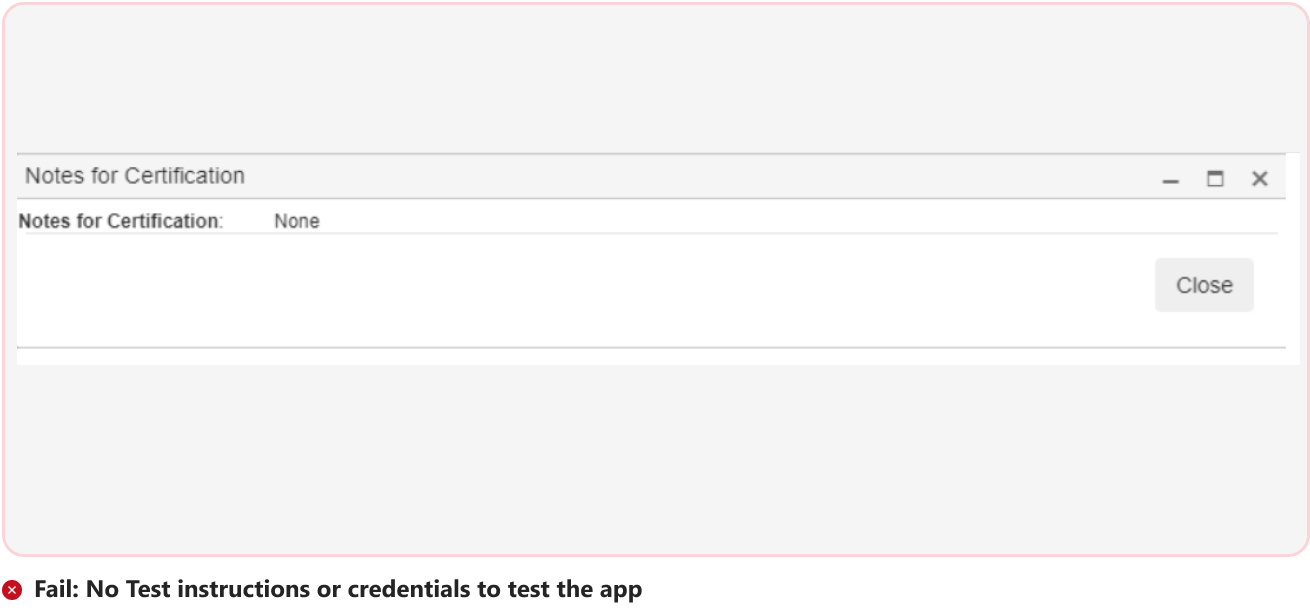 Notes for Certification
Notes for Certification: None
Close
Fail: No Test instructions or credentials to test the app